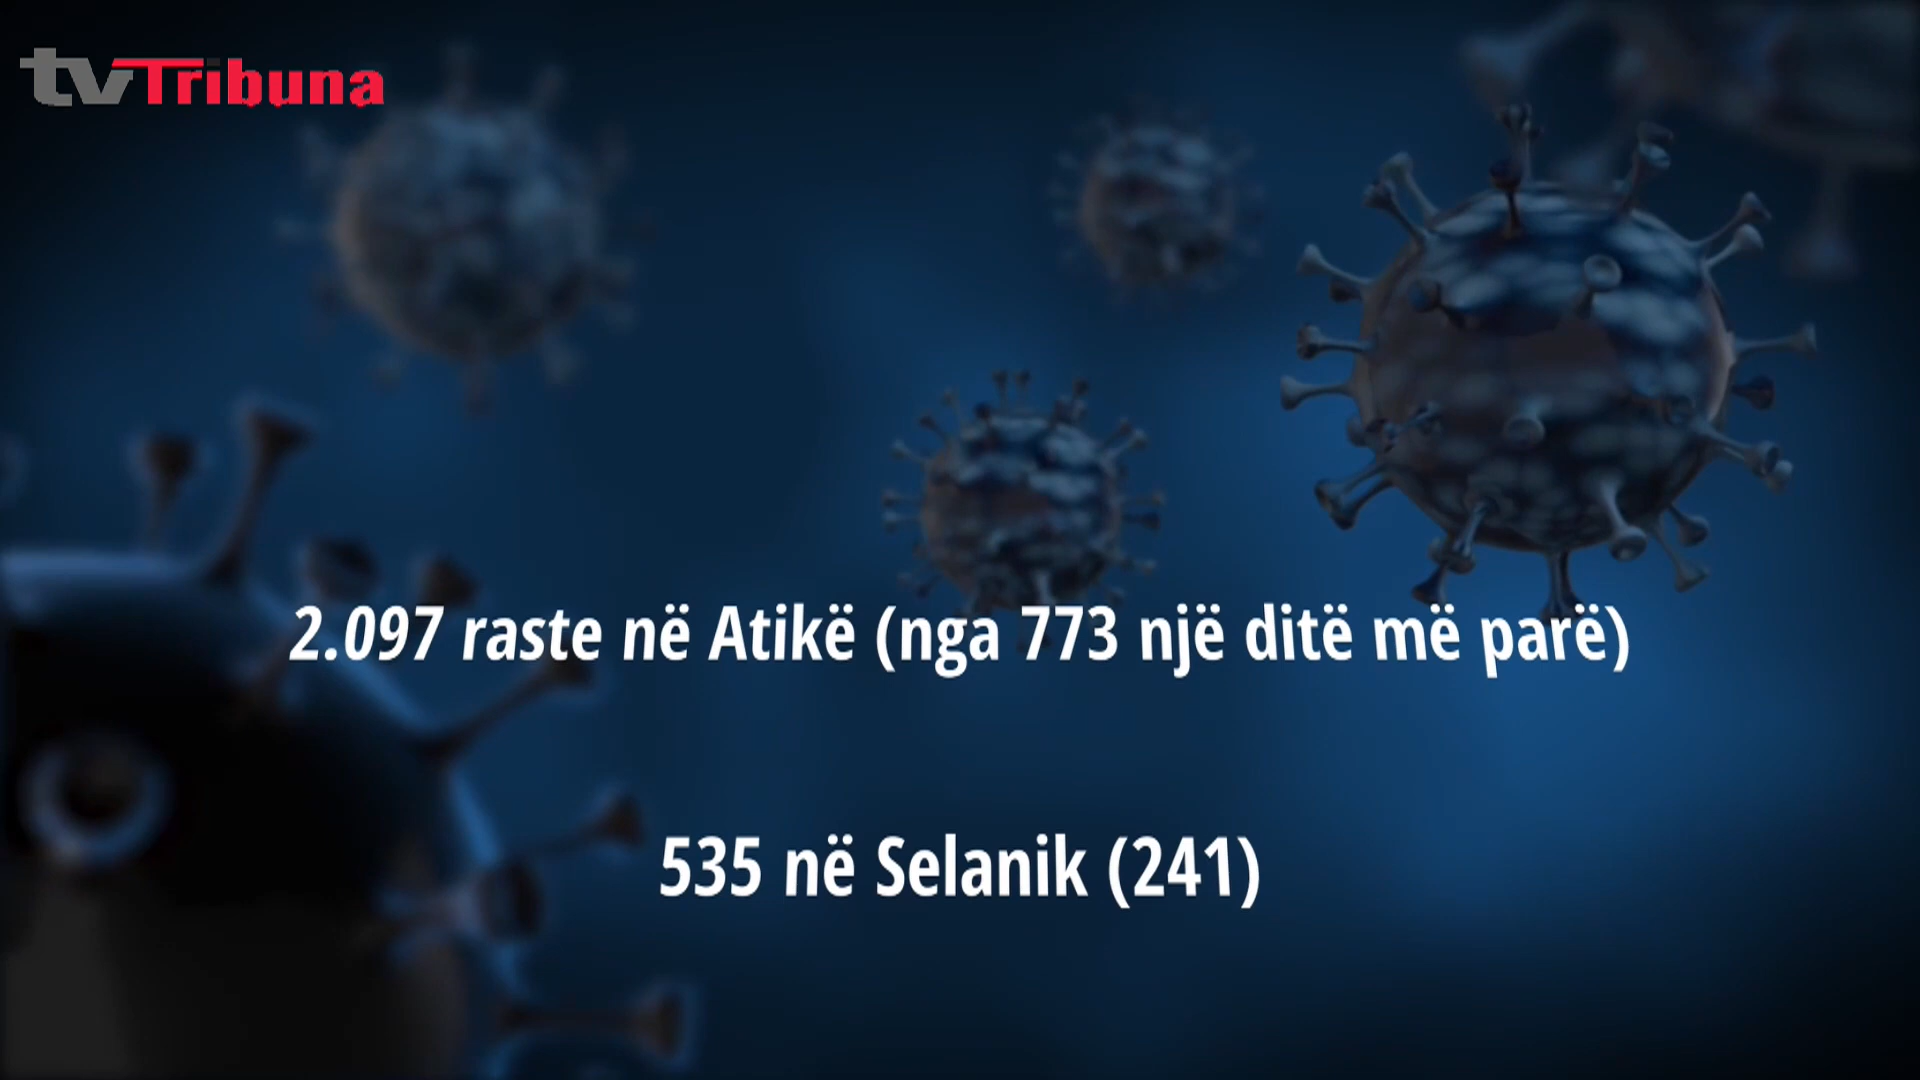 tvTribuna
2.097 raste në Atikë (nga 773 një ditë më parë)
535 në Selanik (241)